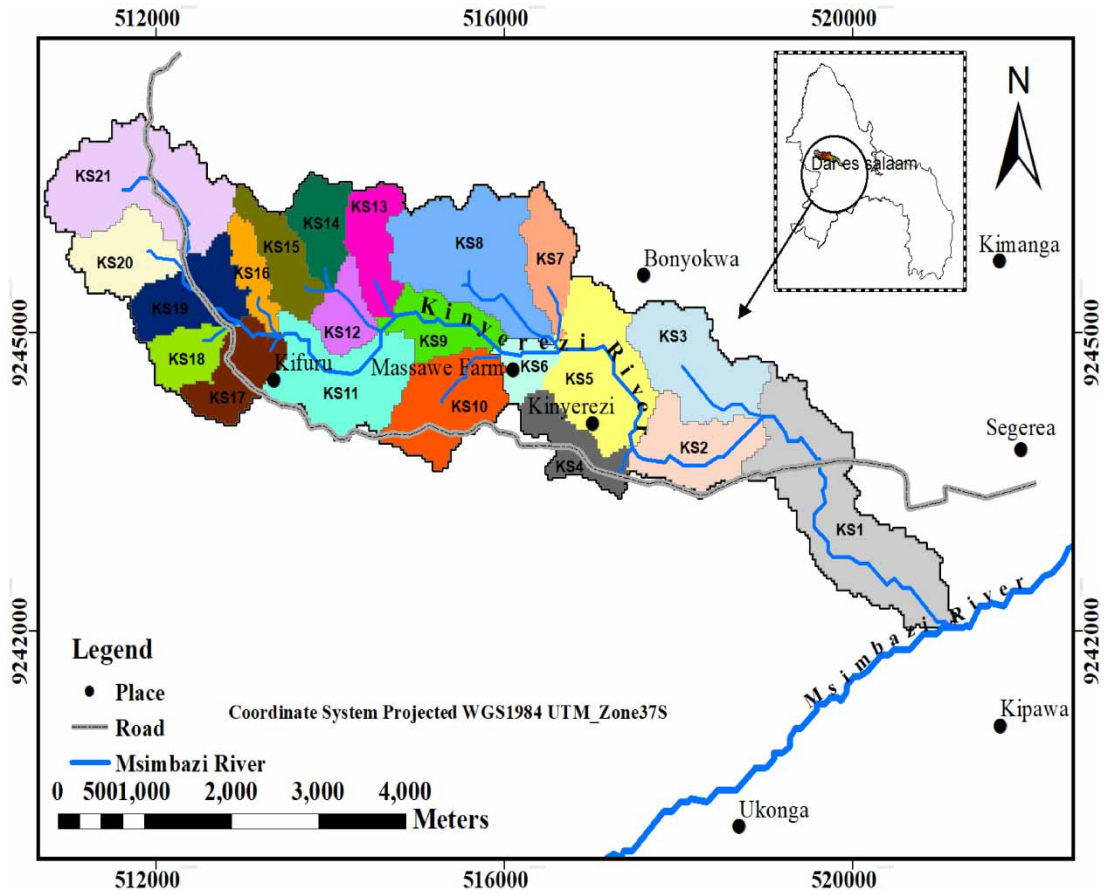 512000
516000
520000
N
Dar es salaam
KS21
KS13
KS14
KS15
KS8
KS7
KS20
KS16
Bonyokwa
Kimanga
KS19
KS12
KS9
Kinyerezi River
KS3
9245000
9245000
KS18
Kifuru
Massawe Farm
KS6
KS5
KS17
KS11
KS10
Kinyerezi
KS2
Segerea
KS4
KS1
9242000
9242000
Msimbazi River
Legend
Place
Road
Msimbazi River
Coordinate System Projected WGS1984 UTM_Zone37S
Kipawa
Ukonga
0 500 1,000 2,000 3,000 4,000
Meters
512000
516000
520000